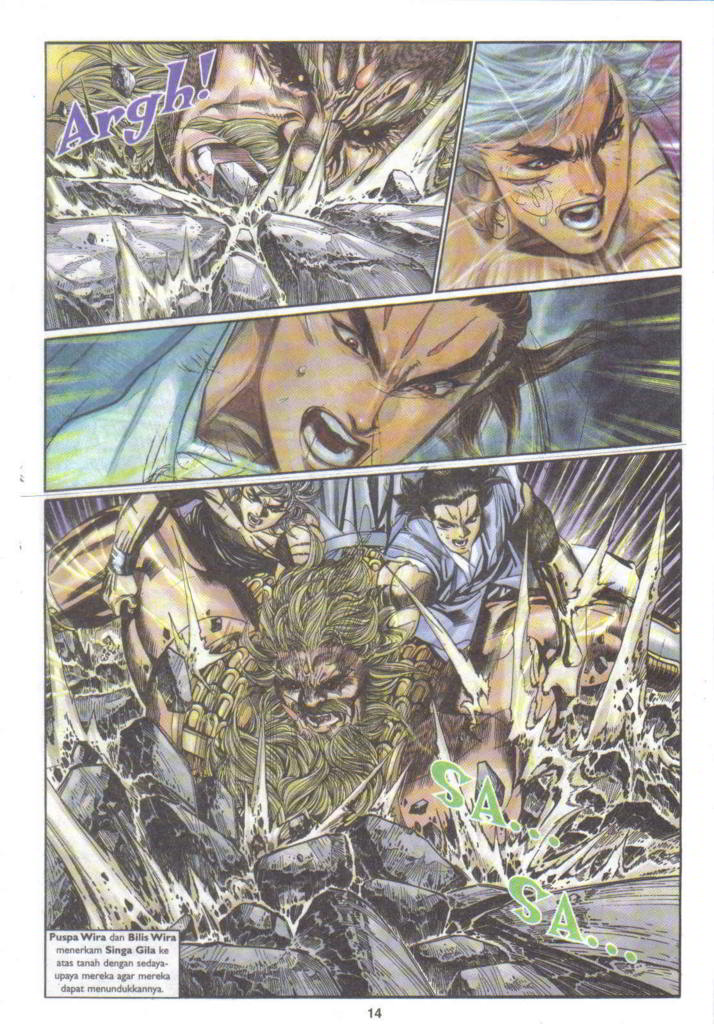 Argh!
SA...
SA...
Puspa Wira dan Bilis Wira
menerkam Singa Gila ke
atas tanah dengan sedaya-
upaya mereka agar mereka
dapat menundukkannya.
14